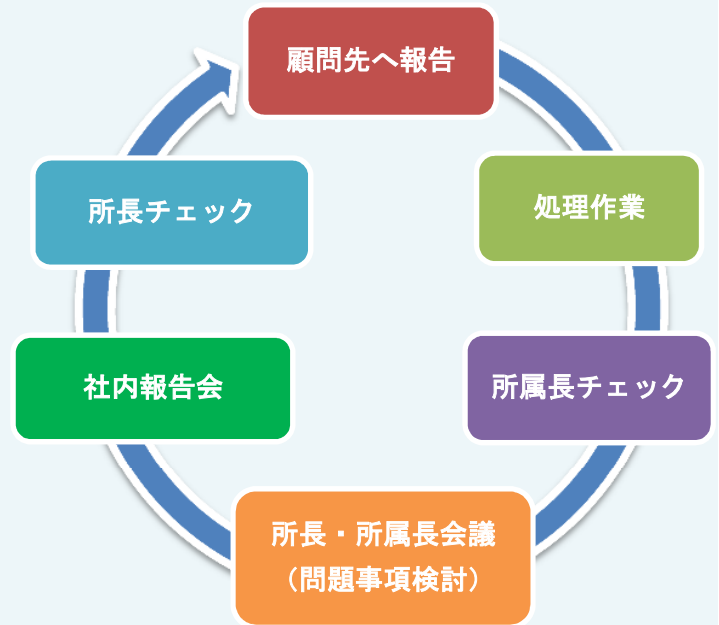 顧問先へ報告
処理作業
所属長チェック
所長・所属長会議
（問題事項検討）
社内報告会
所長チェック